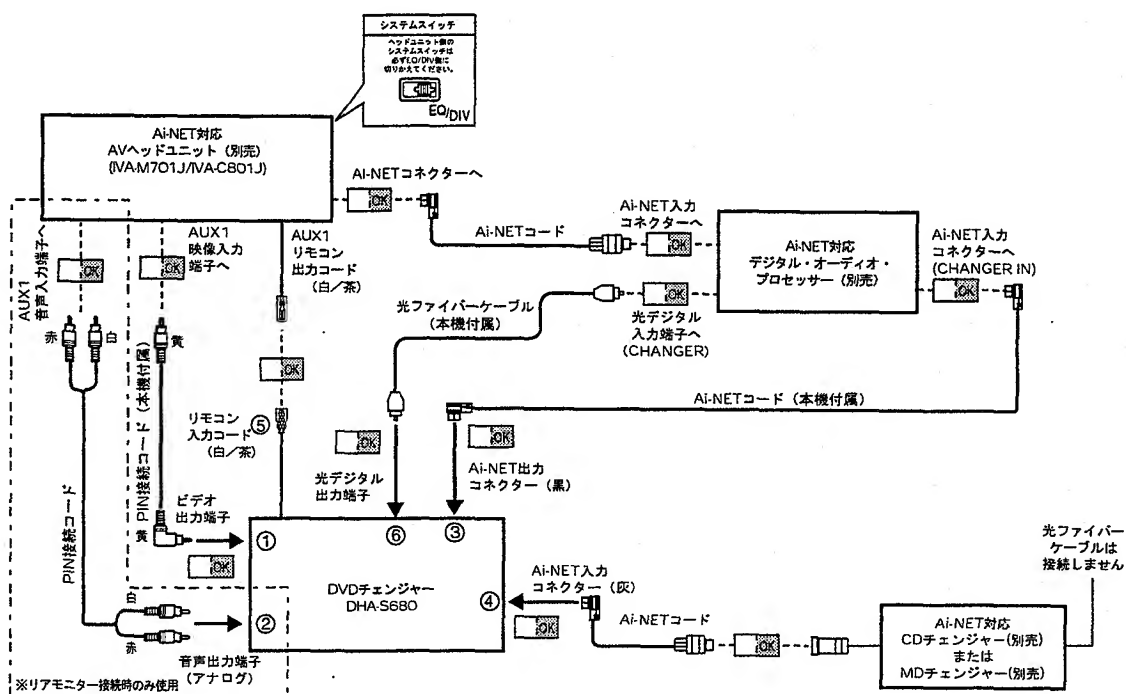 システムスイッチ
ヘッドユニット側の
システムスイッチは
必ずEQ/DIV側に
切りかえてください。
EQ/DIV
Ai-NET対応
AVヘッドユニット（別売）
(IVA-M701J/IVA-C801J)
AUX1
音声入力端子へ
OK
赤
白
PIN接続コード
AUX1
映像入力
端子へ
OK
黄
PIN接続コード（本機付属）
AUX1
リモコン
出力コード
（白／茶）
OK
リモコン
入力コード
（白／茶）
⑤
Ai-NETコネクターへ
OK
Ai-NETコード
Ai-NET入力
コネクターへ
OK
Ai-NET対応
デジタル・オーディオ・
プロセッサー（別売）
Ai-NET入力
コネクターへ
(CHANGER IN)
OK
光ファイバーケーブル
（本機付属）
OK
光デジタル
入力端子へ
(CHANGER)
Ai-NETコード（本機付属）
OK
光デジタル
出力端子
OK
Ai-NET出力
コネクター（黒）
ビデオ
出力端子
黄
OK
①
⑥
③
DVDチェンジャー
DHA-S680
②
④
白
赤
音声出力端子
（アナログ）
※リアモニター接続時のみ使用
Ai-NET入力
コネクター（灰）
OK
Ai-NETコード
OK
光ファイバー
ケーブルは
接続しません
Ai-NET対応
CDチェンジャー(別売)
または
MDチェンジャー(別売)